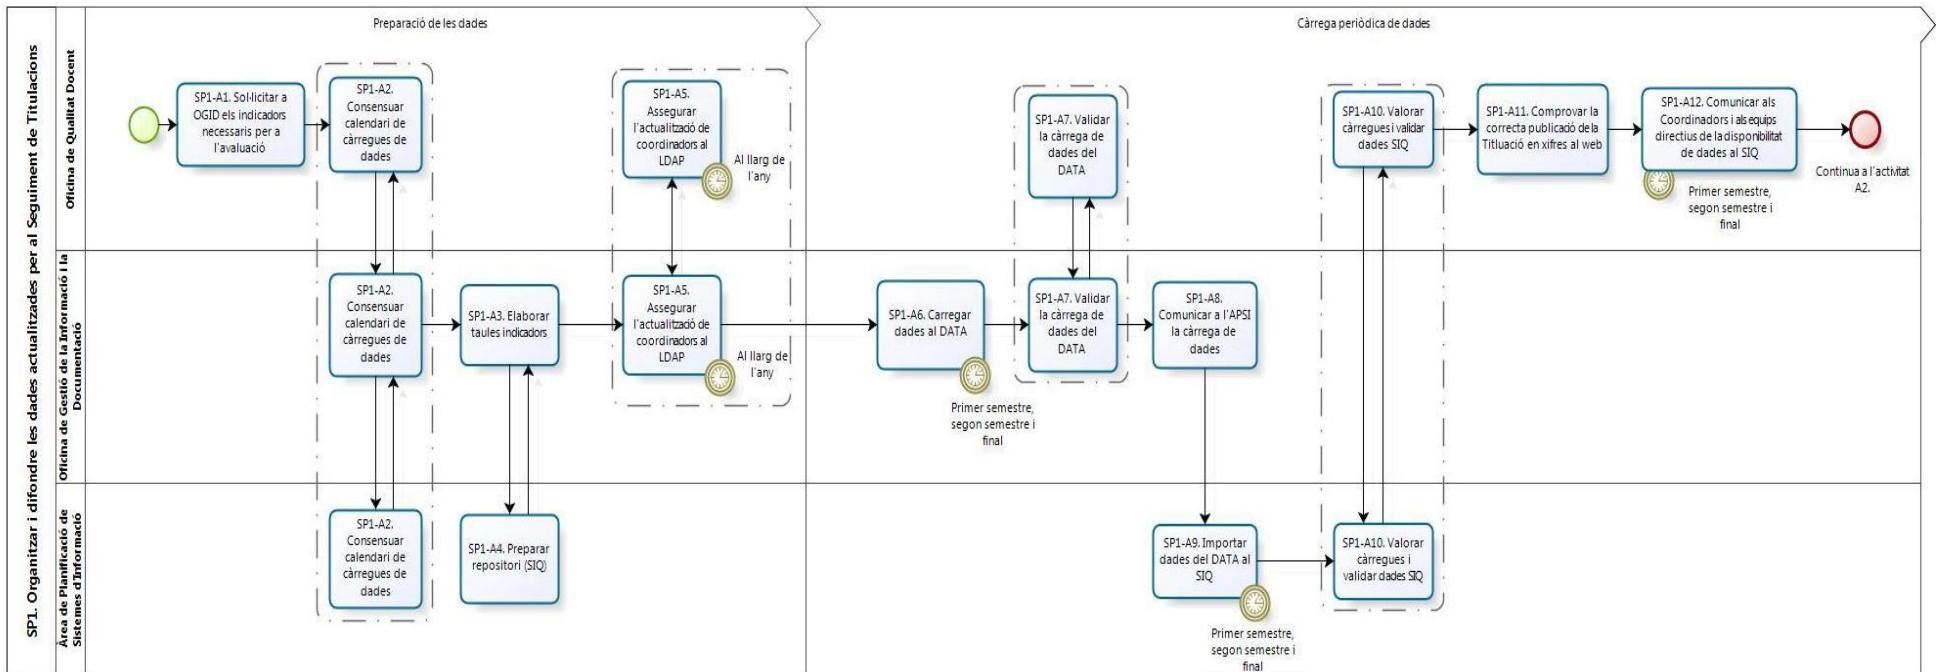 SP1. Organitzar i difondre les dades actualitzades per al Seguiment de Titulacions
Preparació de les dades
Càrrega periòdica de dades
Oficina de Qualitat Docent
SP1-A1. Sol·licitar a
OGID els indicadors
necessaris per a
l'avaluació
SP1-A2.
Consensuar
calendari de
càrregues de
dades
SP1-A5.
Assegurar
l'actualització de
coordinadors al
LDAP
Al llarg de
l'any
SP1-A7. Validar
la càrrega de
dades del
DATA
SP1-A10. Valorar
càrregues i validar
dades SIQ
SP1-A11. Comprovar la
correcta publicació de la
Titluació en xifres al web
SP1-A12. Comunicar als
Coordinadors i als equips
directius de la disponibilitat
de dades al SIQ
Primer semestre,
segon semestre i
final
Continua a l'activitat
A2.
Oficina de Gestió de la Informació i la
Documentació
SP1-A2.
Consensuar
calendari de
càrregues de
dades
SP1-A3. Elaborar
taules indicadors
SP1-A5.
Assegurar
l'actualització de
coordinadors al
LDAP
Al llarg de
l'any
SP1-A6. Carregar
dades al DATA
Primer semestre,
segon semestre i
final
SP1-A7. Validar
la càrrega de
dades del
DATA
SP1-A8.
Comunicar a l'APSI
la càrrega de
dades
Àrea de Planificació de
Sistemes d'Informació
SP1-A2.
Consensuar
calendari de
càrregues de
dades
SP1-A4. Preparar
repositori (SIQ)
SP1-A9. Importar
dades del DATA al
SIQ
Primer semestre,
segon semestre i
final
SP1-A10. Valorar
càrregues i
validar dades SIQ